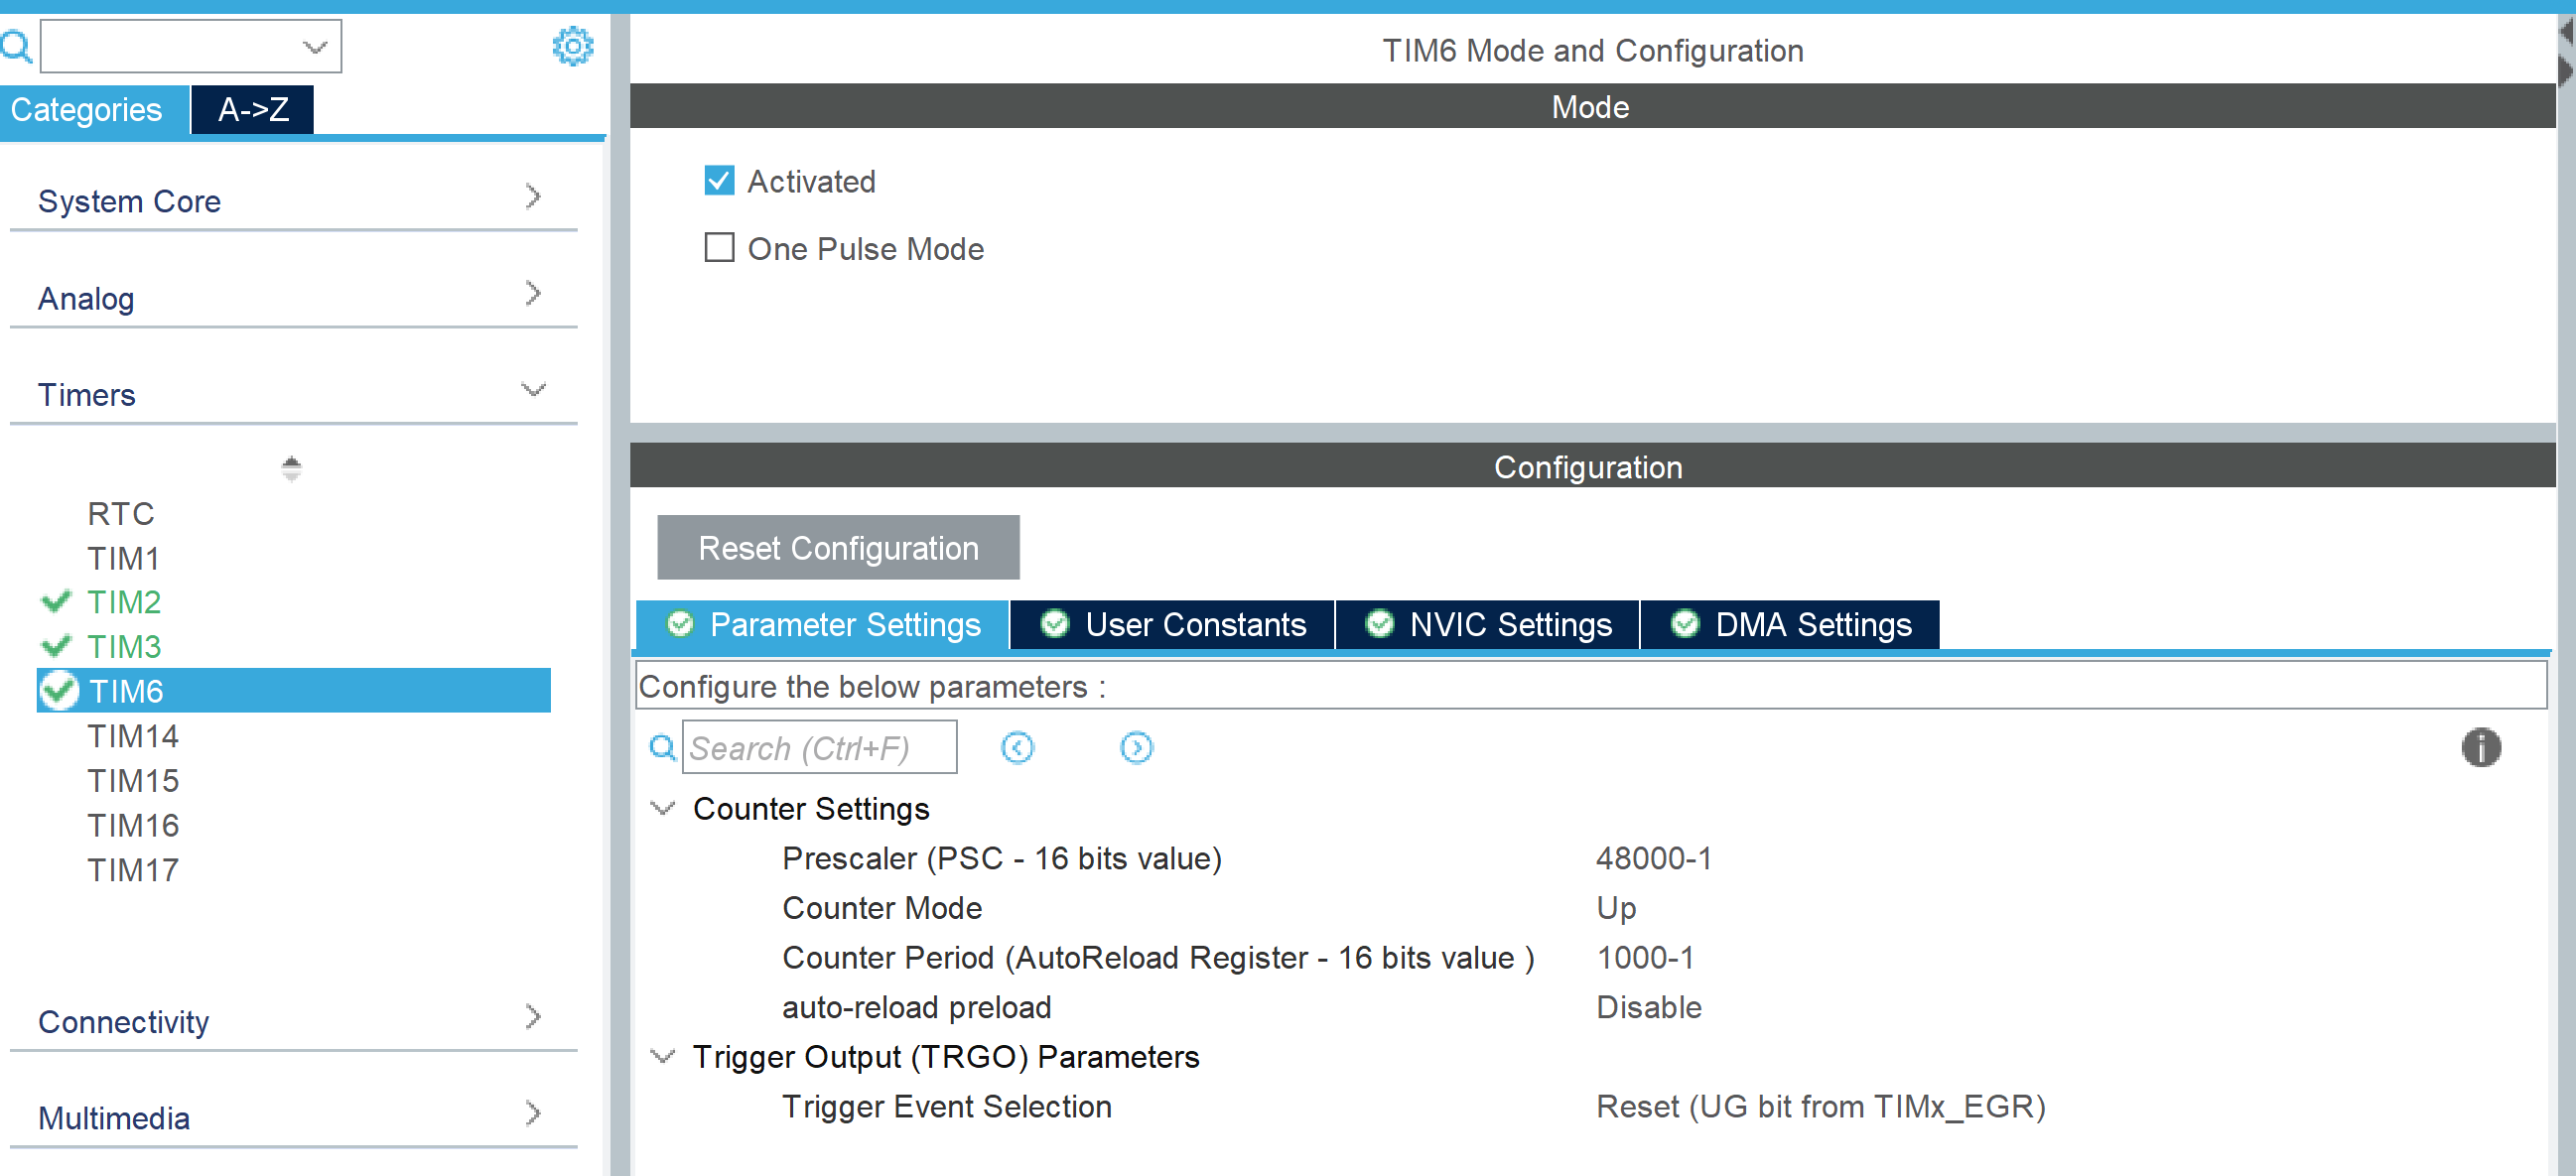 Categories
A->Z
System Core
Analog
Timers
RTC
TIM1
TIM2
TIM3
TIM6
TIM14
TIM15
TIM16
TIM17
Connectivity
Multimedia
TIM6 Mode and Configuration
Mode
Activated
One Pulse Mode
Configuration
Reset Configuration
Parameter Settings
User Constants
NVIC Settings
DMA Settings
Configure the below parameters :
Search (Ctrl+F)
Counter Settings
Prescaler (PSC - 16 bits value) 48000-1
Counter Mode Up
Counter Period (AutoReload Register - 16 bits value ) 1000-1
auto-reload preload Disable
Trigger Output (TRGO) Parameters
Trigger Event Selection Reset (UG bit from TIMx_EGR)